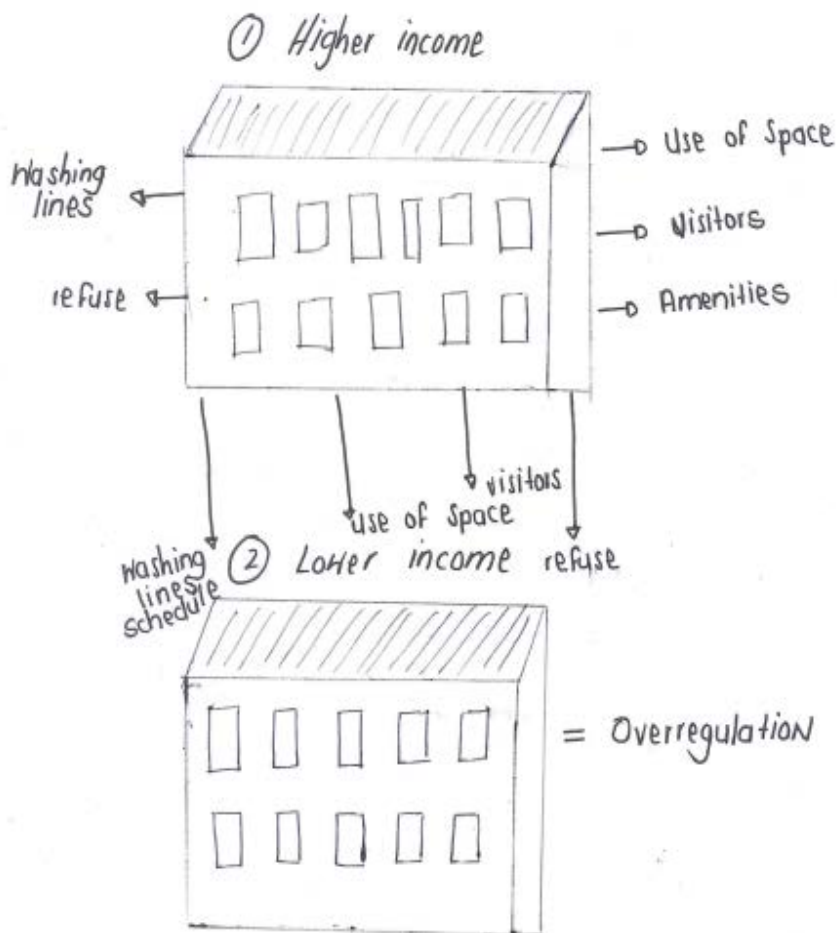 ① Higher income
Use of Space
Washing
lines
Visitors
refuse
Amenities
visitors
use of space
Washing
lines
schedule
② Lower income
refuse
= Overregulation